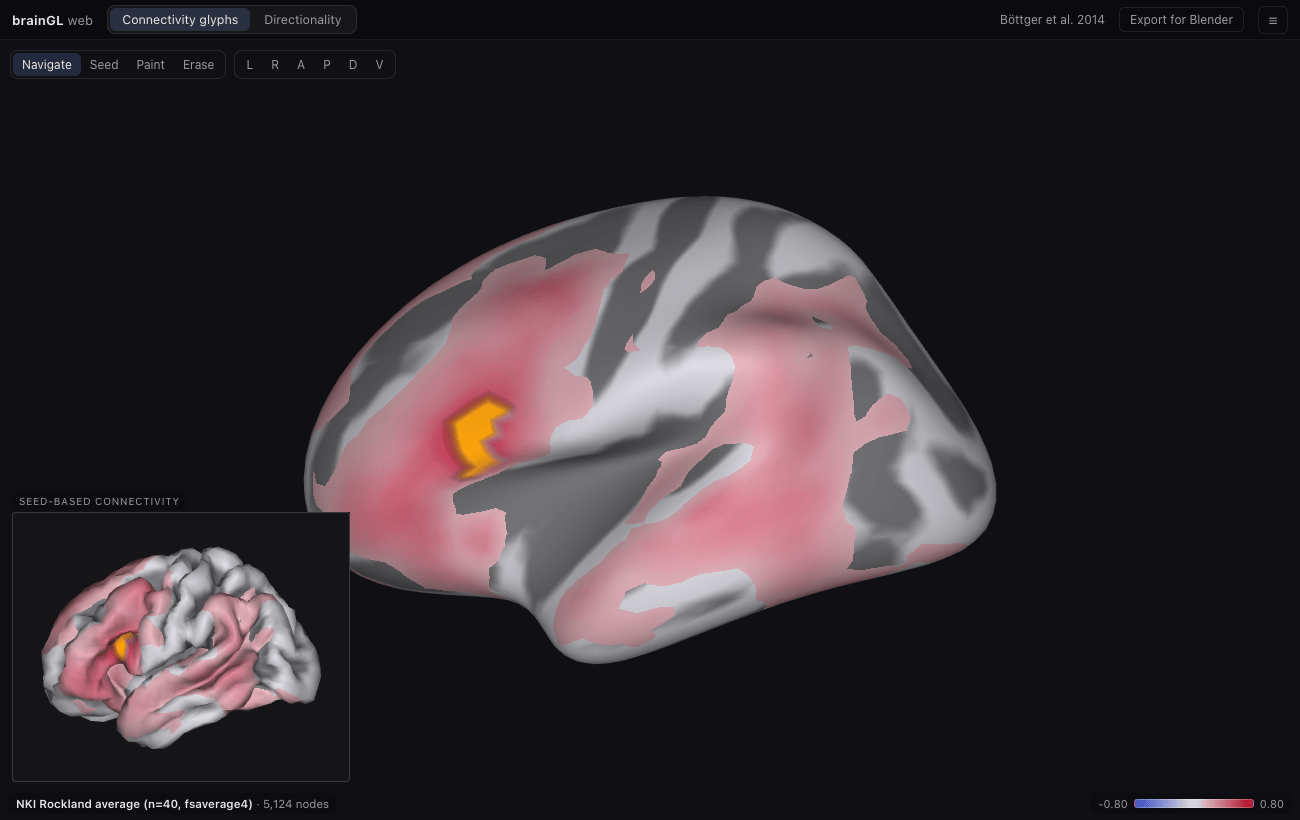 brainGL web
Connectivity glyphs
Directionality
Böttger et al. 2014
Export for Blender
Navigate
Seed
Paint
Erase
L R A P D V
SEED-BASED CONNECTIVITY
NKI Rockland average (n=40, fsaverage4) · 5,124 nodes
-0.80
0.80